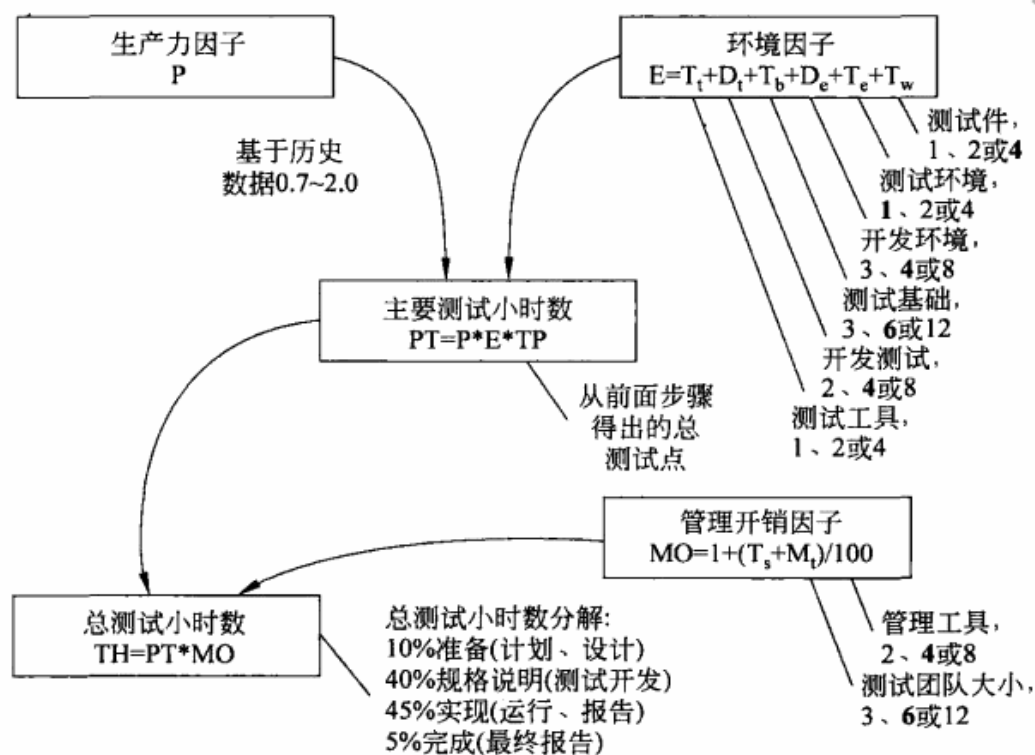 生产力因子
P
环境因子
E=Tt+Dt+Tb+De+Te+Tw
测试件,
1、2或4
测试环境,
1、2或4
开发环境,
3、4或8
测试基础,
3、6或12
开发测试,
2、4或8
测试工具,
1、2或4
基于历史
数据0.7~2.0
主要测试小时数
PT=P*E*TP
从前面步骤
得出的总
测试点
管理开销因子
MO=1+(Ts+Mt)/100
管理工具,
2、4或8
测试团队大小,
3、6或12
总测试小时数
TH=PT*MO
总测试小时数分解:
10%准备(计划、设计)
40%规格说明(测试开发)
45%实现(运行、报告)
5%完成(最终报告)